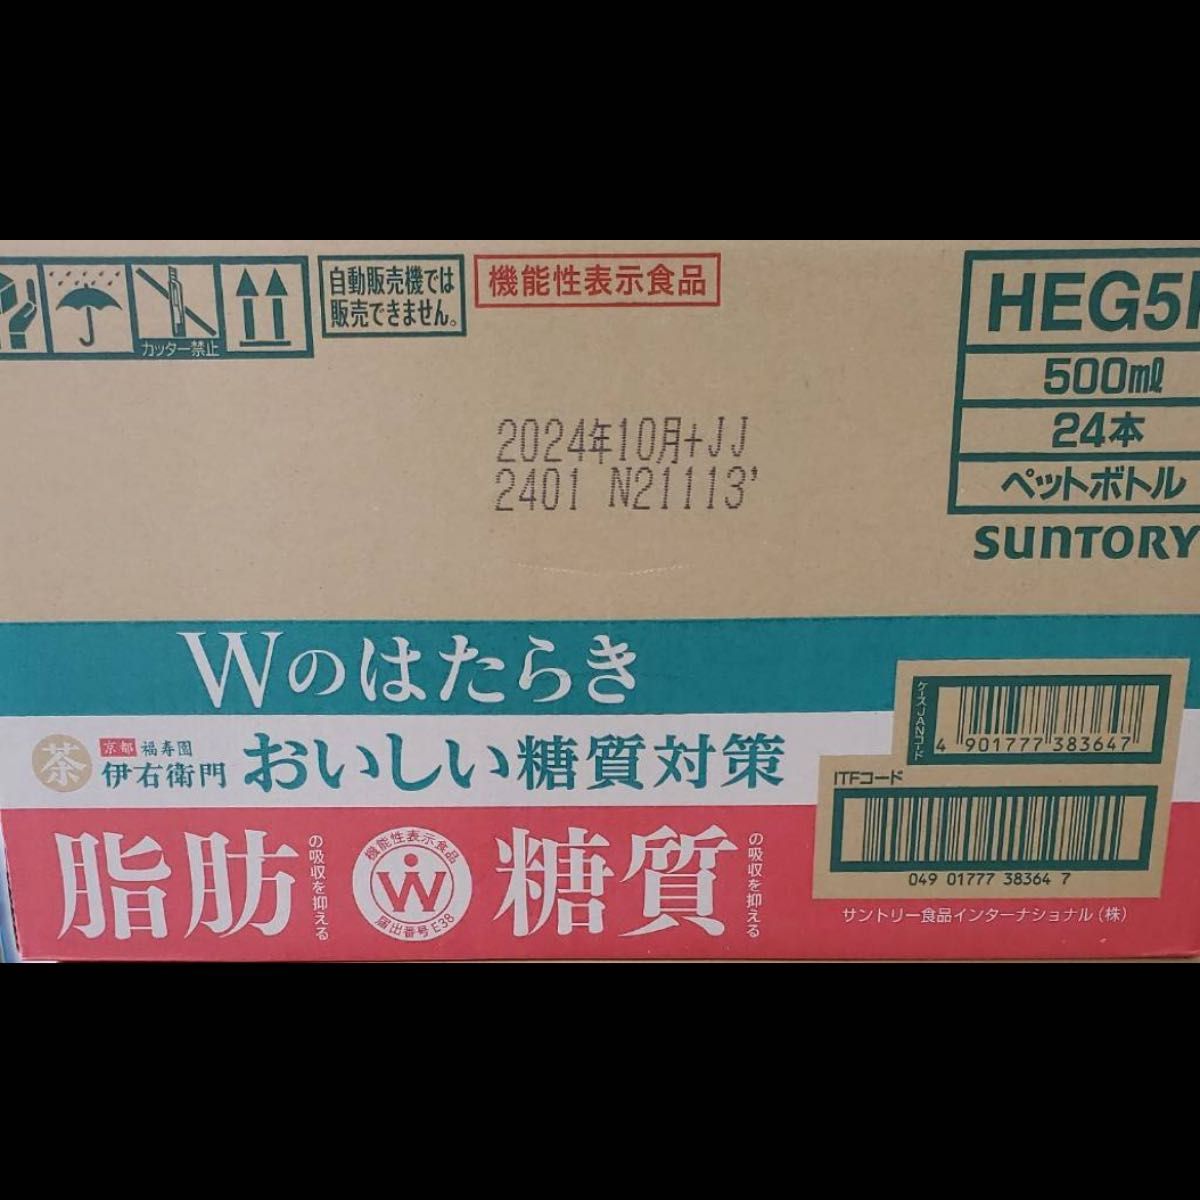 カッター禁止
自動販売機では
販売できません。
機能性表示食品
HEG5
500ml
24本
ペットボトル
SUNTORY
2024年10月+JJ
2401 N21113'
Wのはたらき
茶 京都 福寿園
伊右衛門
おいしい糖質対策
脂肪の吸収を抑える
機能性表示食品
W
届出番号E38
糖質の吸収を抑える
ケースJANコード
4 901777 383647
ITFコード
049 01777 38364 7
サントリー食品インターナショナル(株)